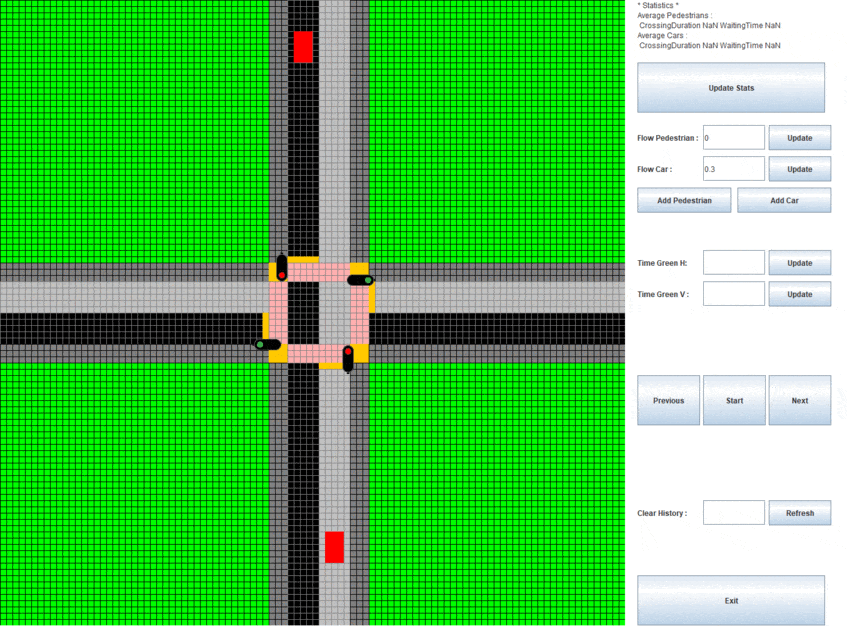 * Statistics *
Average Pedestrians :
CrossingDuration NaN WaitingTime NaN
Average Cars :
CrossingDuration NaN WaitingTime NaN
Update Stats
Flow Pedestrian : 0 Update
Flow Car : 0.3 Update
Add Pedestrian Add Car
Time Green H: Update
Time Green V : Update
Previous Start Next
Clear History : Refresh
Exit